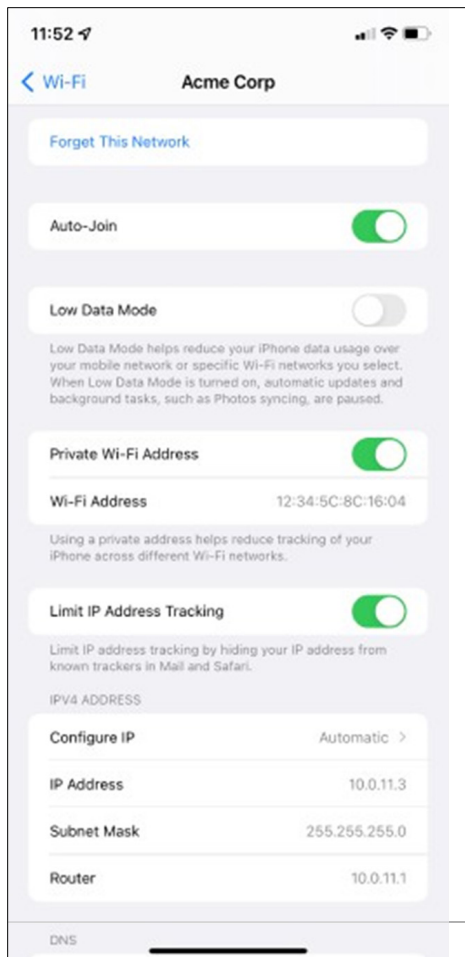 11:52
Wi-Fi
Acme Corp
Forget This Network
Auto-Join
Low Data Mode
Low Data Mode helps reduce your iPhone data usage over
your mobile network or specific Wi-Fi networks you select.
When Low Data Mode is turned on, automatic updates and
background tasks, such as Photos syncing, are paused.
Private Wi-Fi Address
Wi-Fi Address 12:34:5C:8C:16:04
Using a private address helps reduce tracking of your
iPhone across different Wi-Fi networks.
Limit IP Address Tracking
Limit IP address tracking by hiding your IP address from
known trackers in Mail and Safari.
IPV4 ADDRESS
Configure IP Automatic >
IP Address 10.0.11.3
Subnet Mask 255.255.255.0
Router 10.0.11.1
DNS